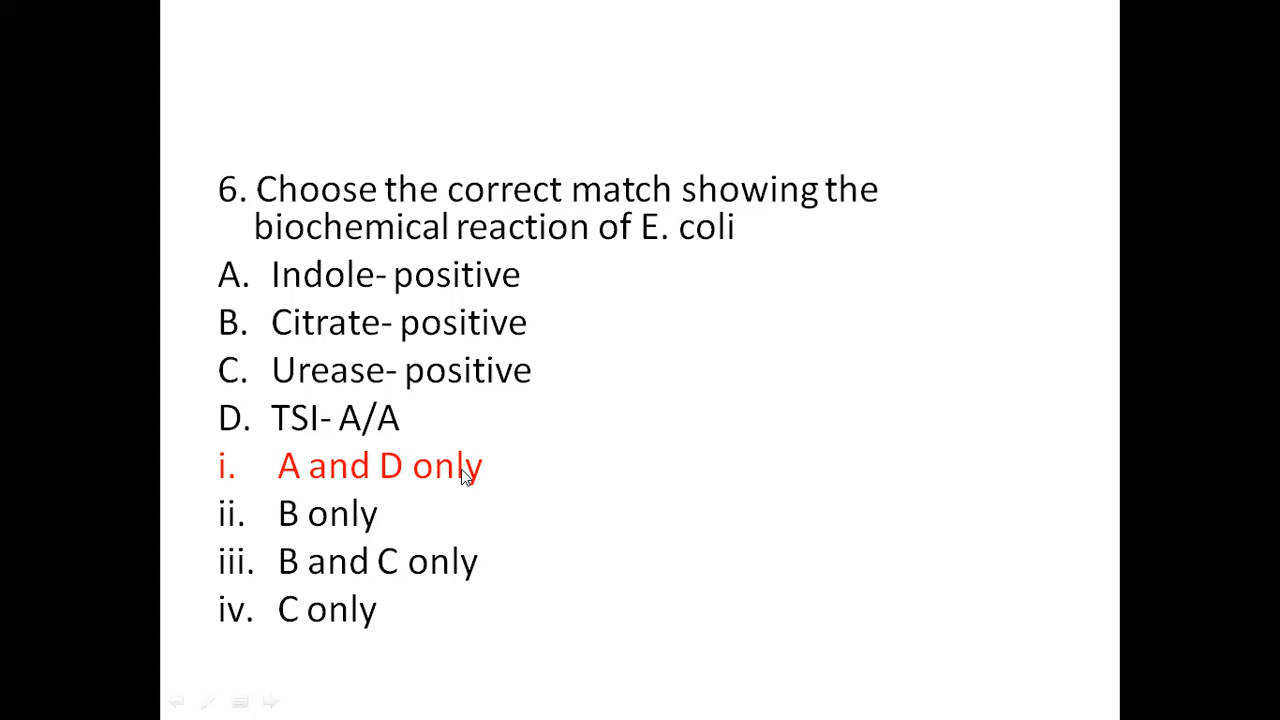 6. Choose the correct match showing the
biochemical reaction of E. coli
A. Indole- positive
B. Citrate- positive
C. Urease- positive
D. TSI- A/A
i. A and D only
ii. B only
iii. B and C only
iv. C only